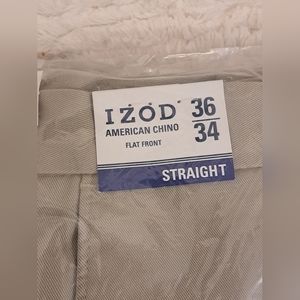 IZOD
AMERICAN CHINO
FLAT FRONT
36
34
STRAIGHT